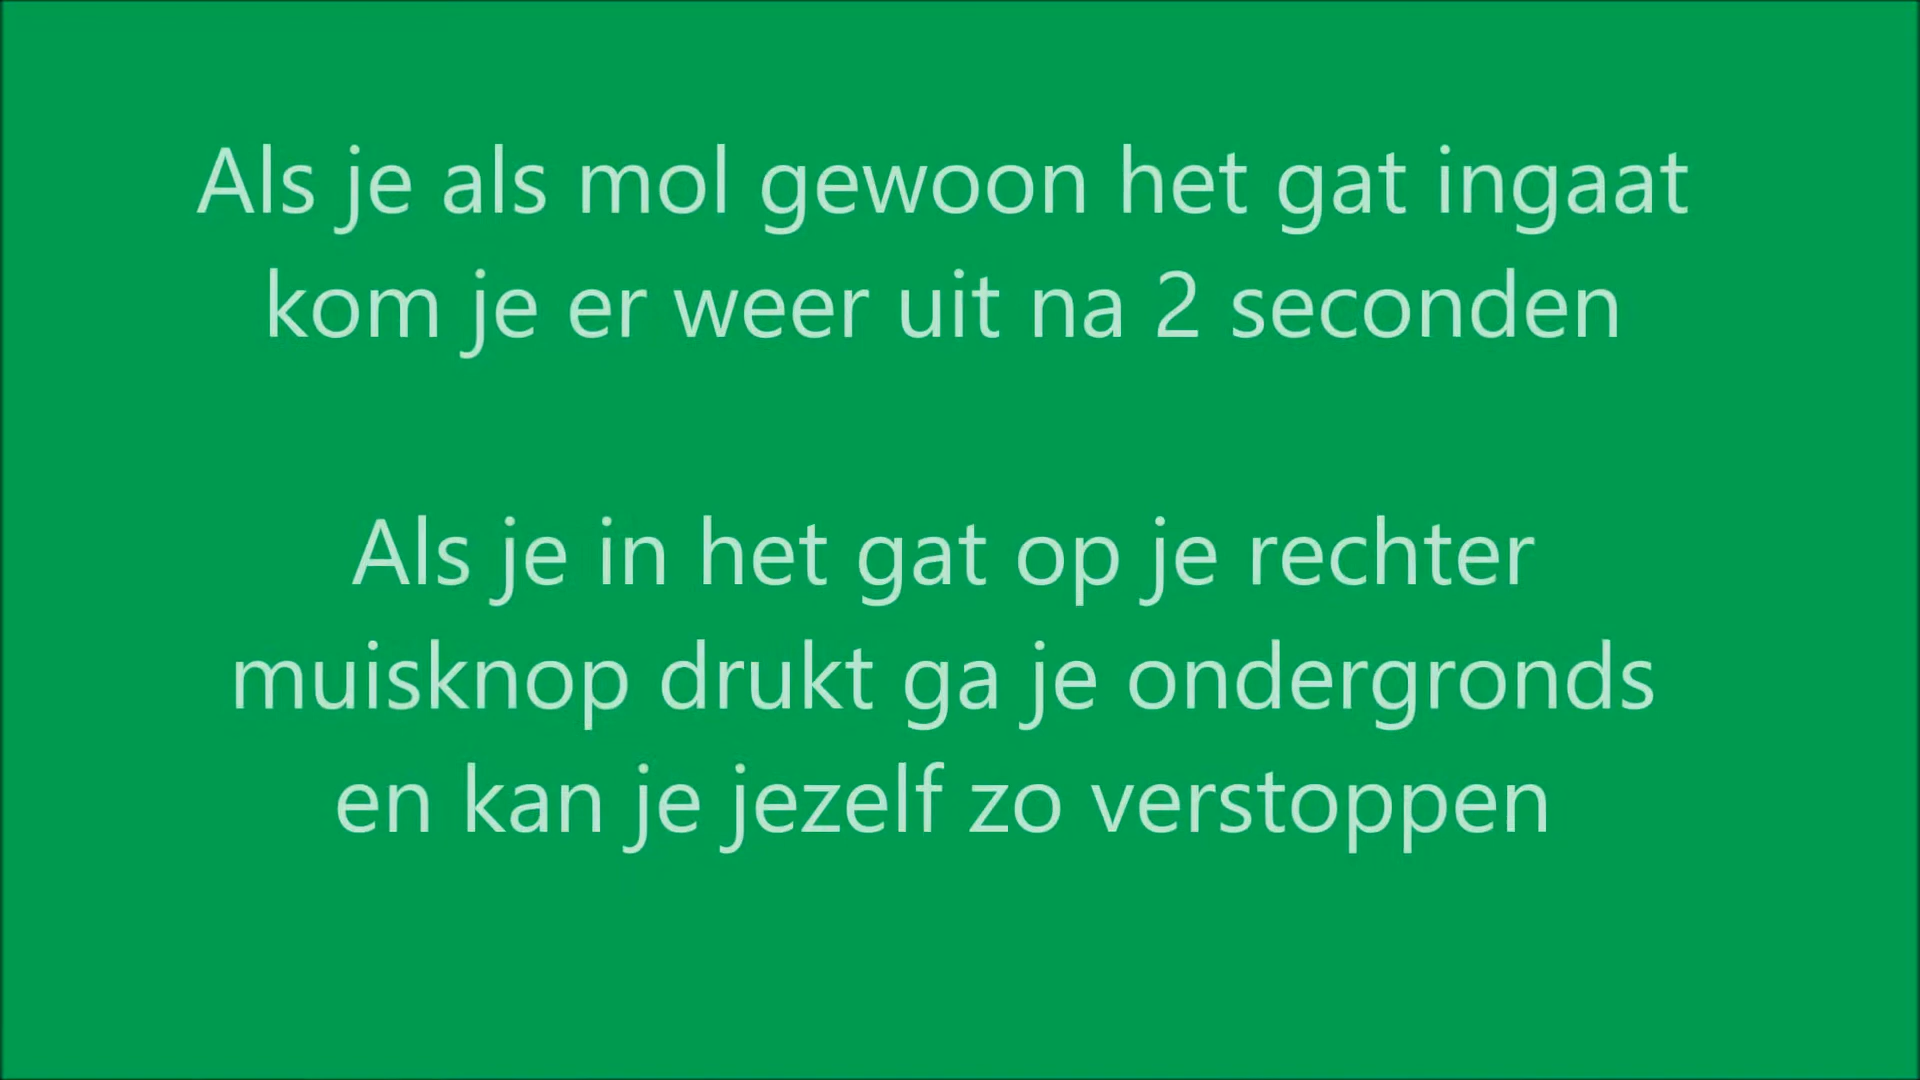 Als je als mol gewoon het gat ingaat
kom je er weer uit na 2 seconden
Als je in het gat op je rechter
muisknop drukt ga je ondergronds
en kan je jezelf zo verstoppen